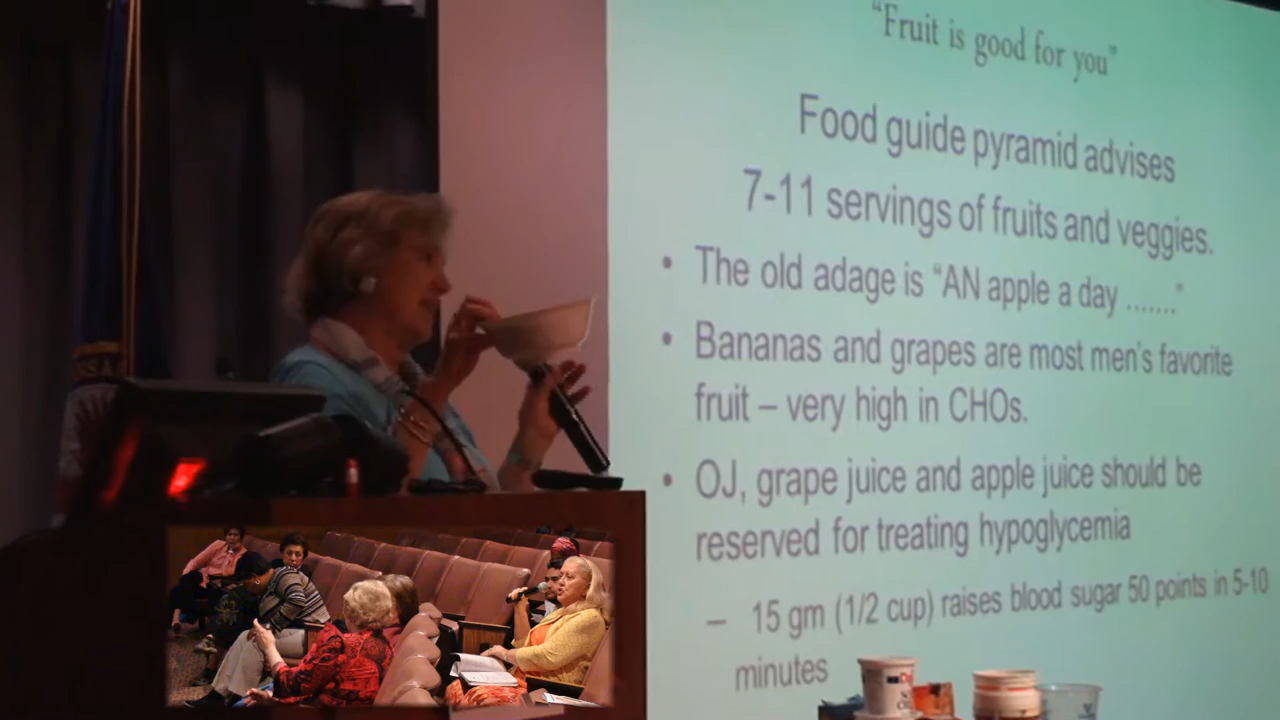 “Fruit is good for you”
Food guide pyramid advises
7-11 servings of fruits and veggies.
• The old adage is “AN apple a day .......”
• Bananas and grapes are most men's favorite
fruit – very high in CHOs.
• OJ, grape juice and apple juice should be
reserved for treating hypoglycemia
– 15 gm (1/2 cup) raises blood sugar 50 points in 5-10
minutes